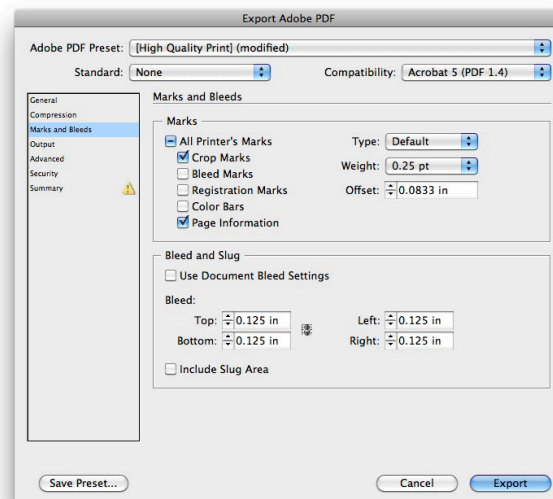 Export Adobe PDF
Adobe PDF Preset: [High Quality Print] (modified)
Standard: None Compatibility: Acrobat 5 (PDF 1.4)
General
Compression
Marks and Bleeds
Output
Advanced
Security
Summary
Marks and Bleeds
Marks
All Printer's Marks Type: Default
Crop Marks Weight: 0.25 pt
Bleed Marks Offset: 0.0833 in
Registration Marks
Color Bars
Page Information
Bleed and Slug
Use Document Bleed Settings
Bleed:
Top: 0.125 in Left: 0.125 in
Bottom: 0.125 in Right: 0.125 in
Include Slug Area
Save Preset... Cancel Export